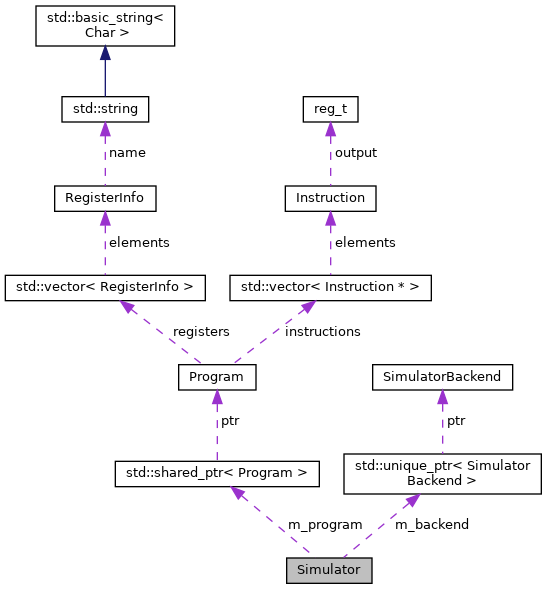 std::basic_string<
Char >
std::string
reg_t
name
output
RegisterInfo
Instruction
elements
elements
std::vector< RegisterInfo >
std::vector< Instruction * >
registers
instructions
Program
SimulatorBackend
ptr
ptr
std::shared_ptr< Program >
std::unique_ptr< Simulator
Backend >
m_program
m_backend
Simulator